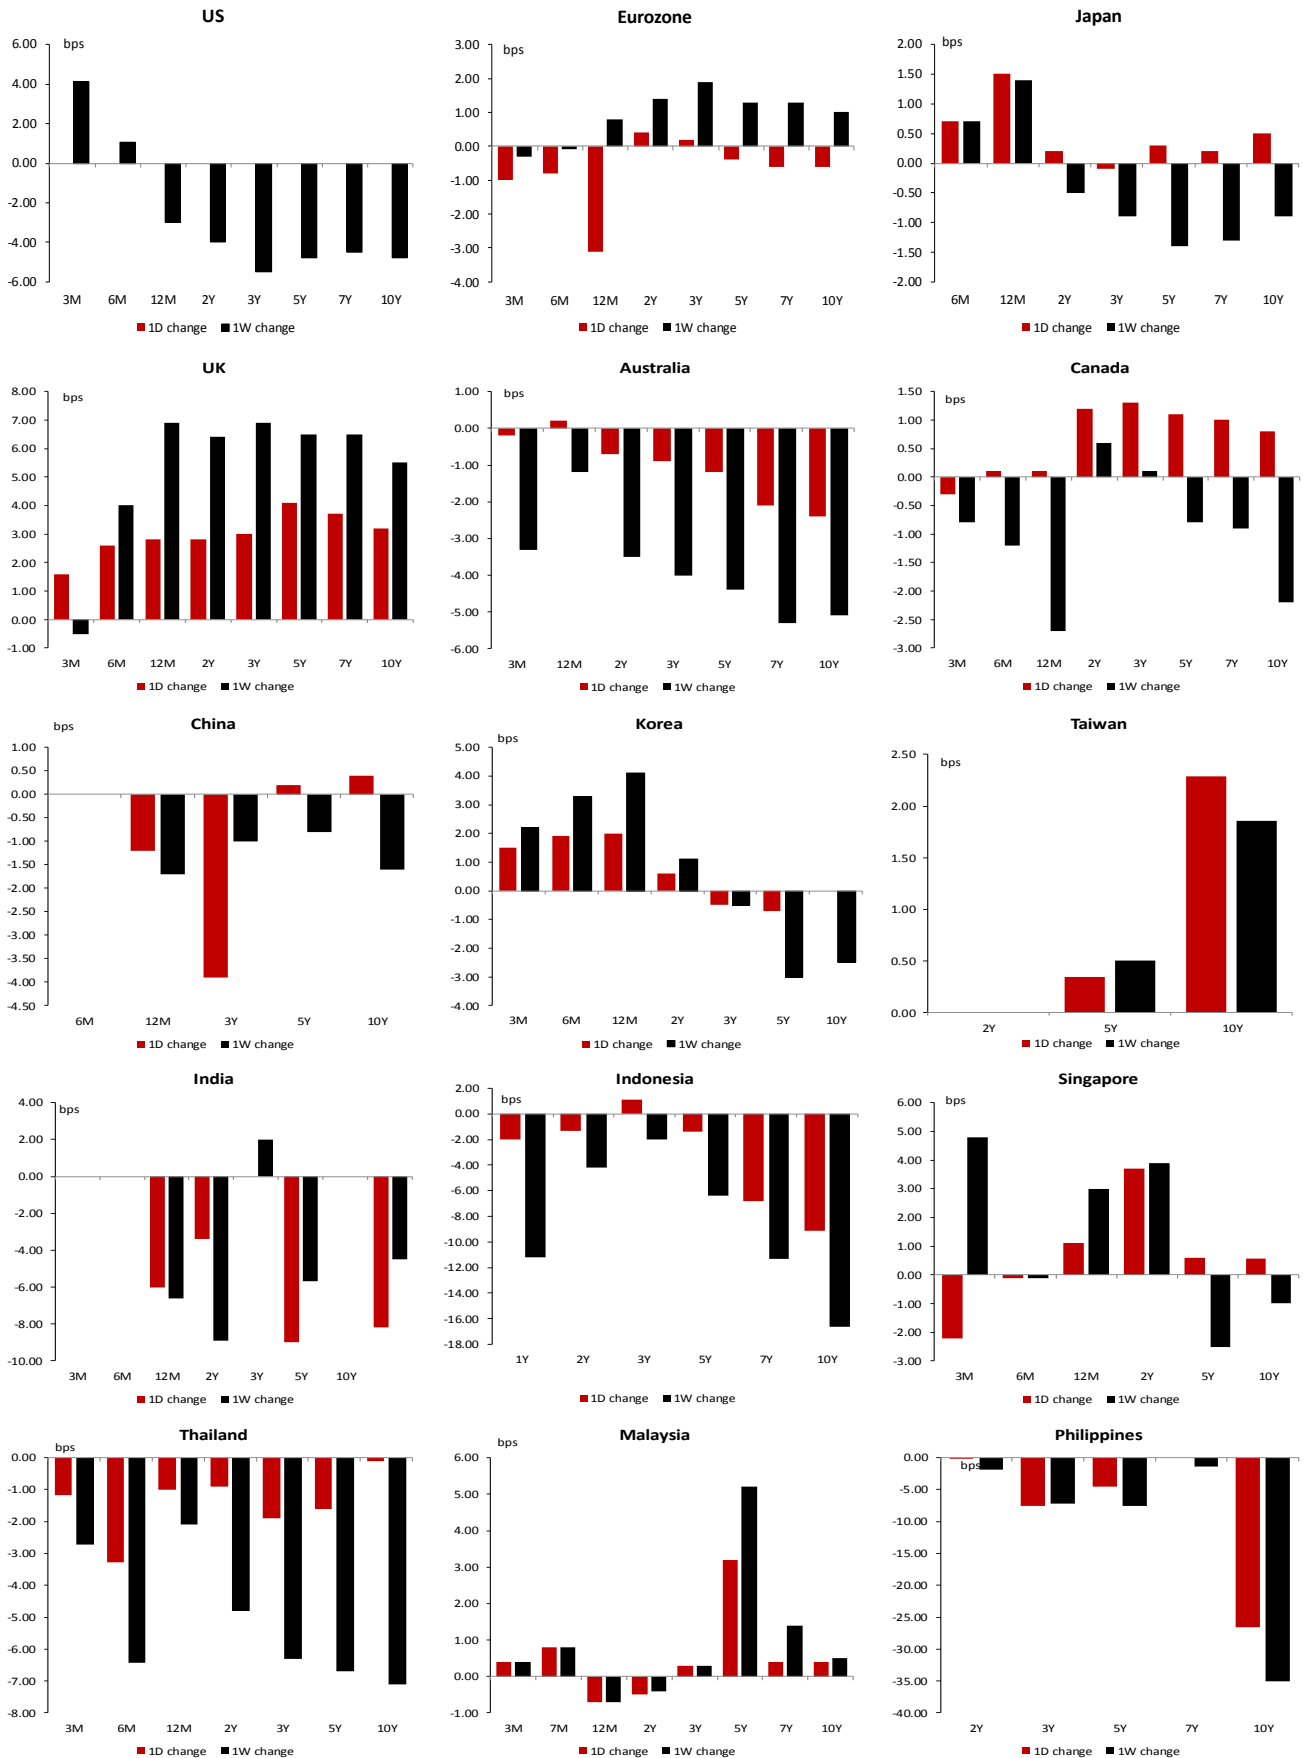 US
bps
6.00
4.00
2.00
0.00
-2.00
-4.00
-6.00
3M 6M 12M 2Y 3Y 5Y 7Y 10Y
1D change 1W change
Eurozone
bps
3.00
2.00
1.00
0.00
-1.00
-2.00
-3.00
-4.00
3M 6M 12M 2Y 3Y 5Y 7Y 10Y
1D change 1W change
Japan
bps
2.00
1.50
1.00
0.50
0.00
-0.50
-1.00
-1.50
-2.00
6M 12M 2Y 3Y 5Y 7Y 10Y
1D change 1W change
UK
bps
8.00
7.00
6.00
5.00
4.00
3.00
2.00
1.00
0.00
-1.00
3M 6M 12M 2Y 3Y 5Y 7Y 10Y
1D change 1W change
Australia
bps
1.00
0.00
-1.00
-2.00
-3.00
-4.00
-5.00
-6.00
3M 12M 2Y 3Y 5Y 7Y 10Y
1D change 1W change
Canada
bps
1.50
1.00
0.50
0.00
-0.50
-1.00
-1.50
-2.00
-2.50
-3.00
3M 6M 12M 2Y 3Y 5Y 7Y 10Y
1D change 1W change
China
bps
1.00
0.50
0.00
-0.50
-1.00
-1.50
-2.00
-2.50
-3.00
-3.50
-4.00
-4.50
6M 12M 3Y 5Y 10Y
1D change 1W change
Korea
bps
5.00
4.00
3.00
2.00
1.00
0.00
-1.00
-2.00
-3.00
-4.00
3M 6M 12M 2Y 3Y 5Y 10Y
1D change 1W change
Taiwan
bps
2.50
2.00
1.50
1.00
0.50
0.00
2Y 5Y 10Y
1D change 1W change
India
bps
4.00
2.00
0.00
-2.00
-4.00
-6.00
-8.00
-10.00
3M 6M 12M 2Y 3Y 5Y 10Y
1D change 1W change
Indonesia
bps
2.00
0.00
-2.00
-4.00
-6.00
-8.00
-10.00
-12.00
-14.00
-16.00
-18.00
1Y 2Y 3Y 5Y 7Y 10Y
1D change 1W change
Singapore
bps
6.00
5.00
4.00
3.00
2.00
1.00
0.00
-1.00
-2.00
-3.00
3M 6M 12M 2Y 5Y 10Y
1D change 1W change
Thailand
bps
0.00
-1.00
-2.00
-3.00
-4.00
-5.00
-6.00
-7.00
-8.00
3M 6M 12M 2Y 3Y 5Y 10Y
1D change 1W change
Malaysia
bps
6.00
5.00
4.00
3.00
2.00
1.00
0.00
-1.00
3M 7M 12M 2Y 3Y 5Y 7Y 10Y
1D change 1W change
Philippines
bps
0.00
-5.00
-10.00
-15.00
-20.00
-25.00
-30.00
-35.00
-40.00
2Y 3Y 5Y 7Y 10Y
1D change 1W change